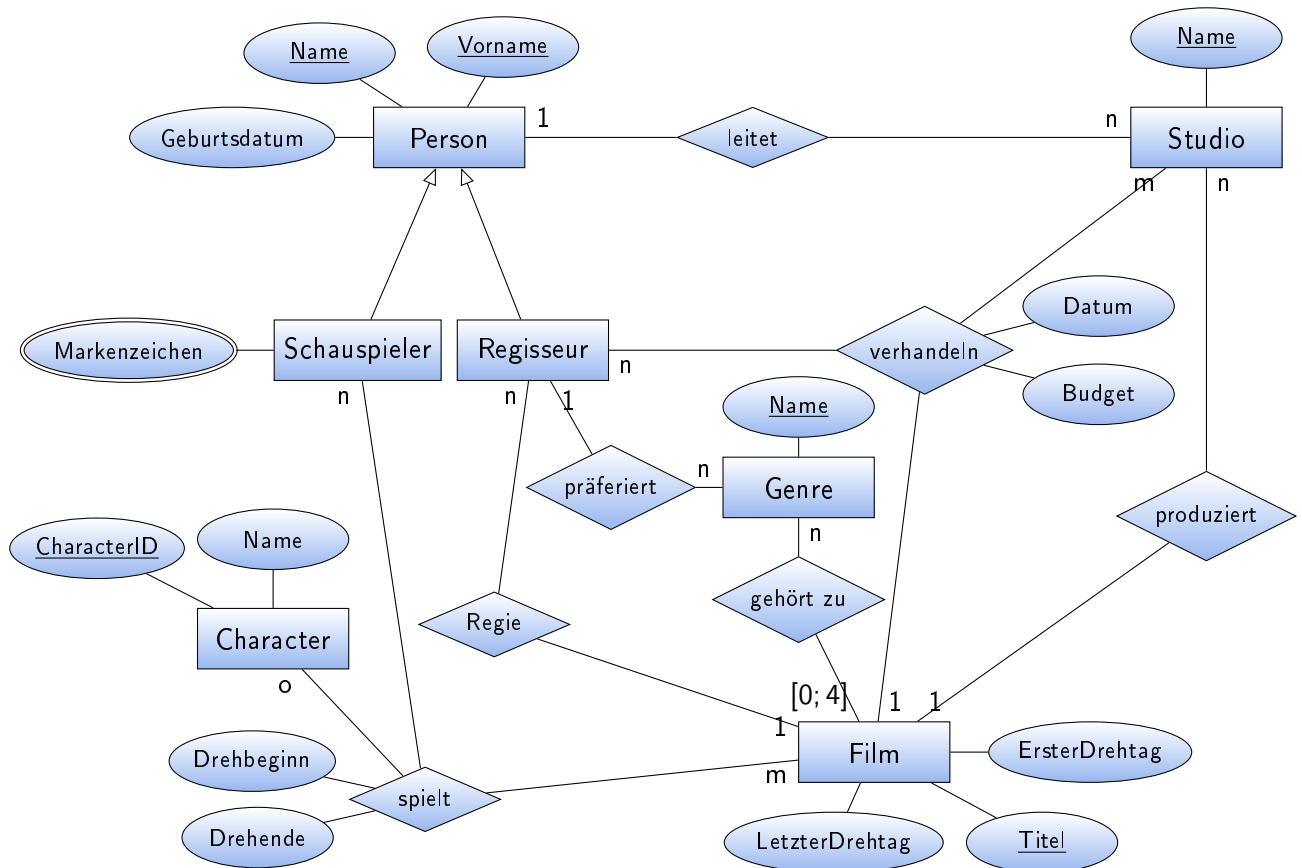 Name
Vorname
Name
Geburtsdatum
Person
1
leitet
n
Studio
m
n
Markenzeichen
Schauspieler
Regisseur
n
verhandeln
Datum
Budget
n
n
1
Name
präferiert
n
Genre
n
produziert
CharacterID
Name
gehört zu
Regie
Character
o
[0; 4]
1
1
1
Drehbeginn
m
Film
ErsterDrehtag
spielt
Drehende
LetzterDrehtag
Titel